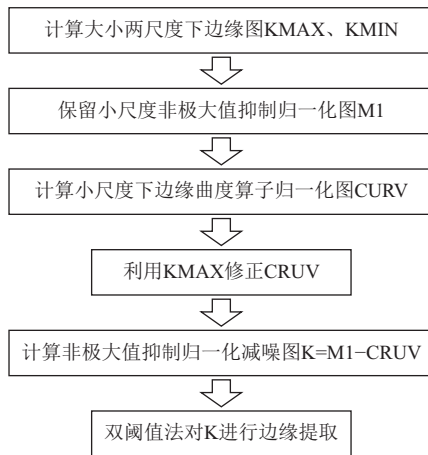 计算大小两尺度下边缘图KMAX、KMIN
保留小尺度非极大值抑制归一化图M1
计算小尺度下边缘曲度算子归一化图CURV
利用KMAX修正CRUV
计算非极大值抑制归一化减噪图K=M1−CRUV
双阈值法对K进行边缘提取